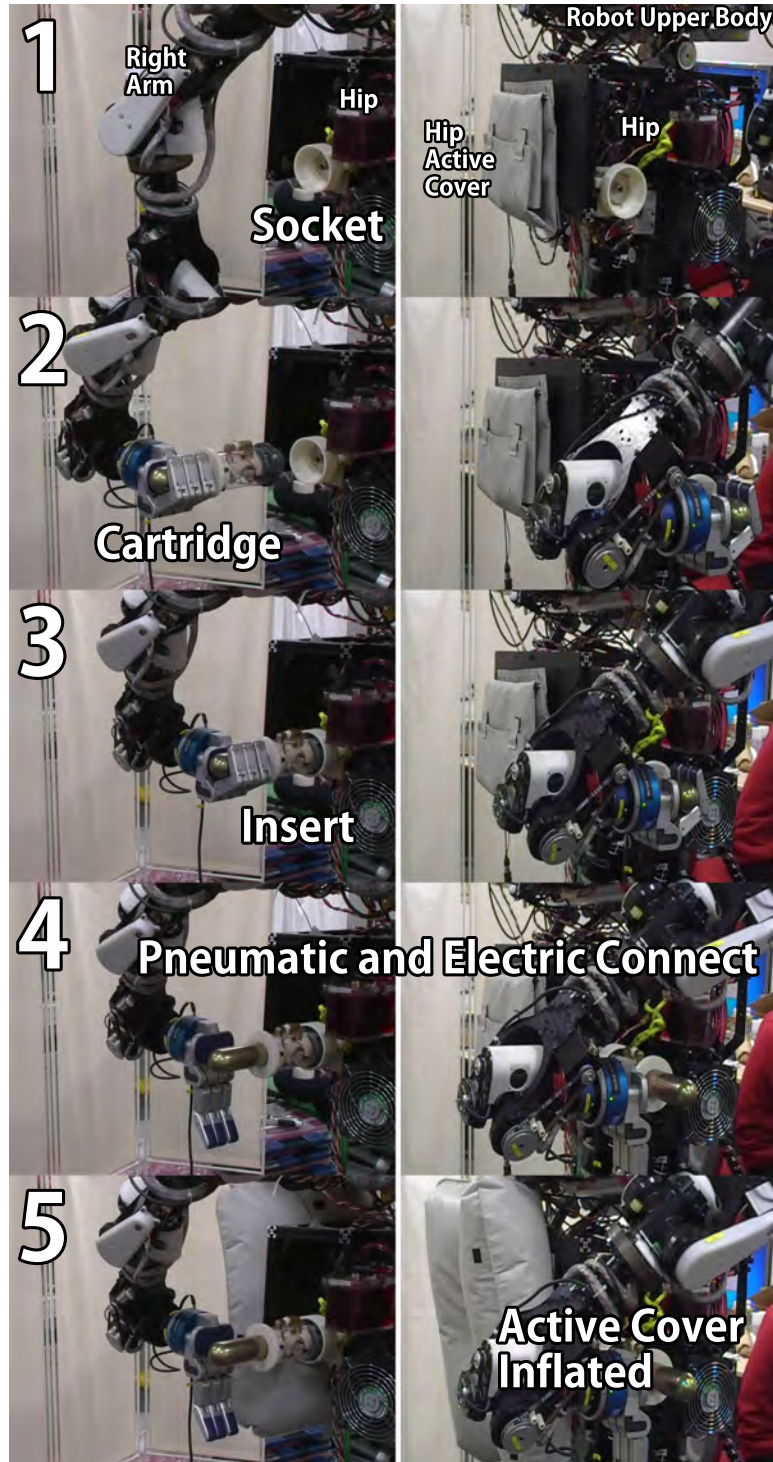 1
Right
Arm
Hip
Socket
Robot Upper Body
Hip
Active
Cover
Hip
2
Cartridge
3
Insert
4
Pneumatic and Electric Connect
5
Active Cover
Inflated